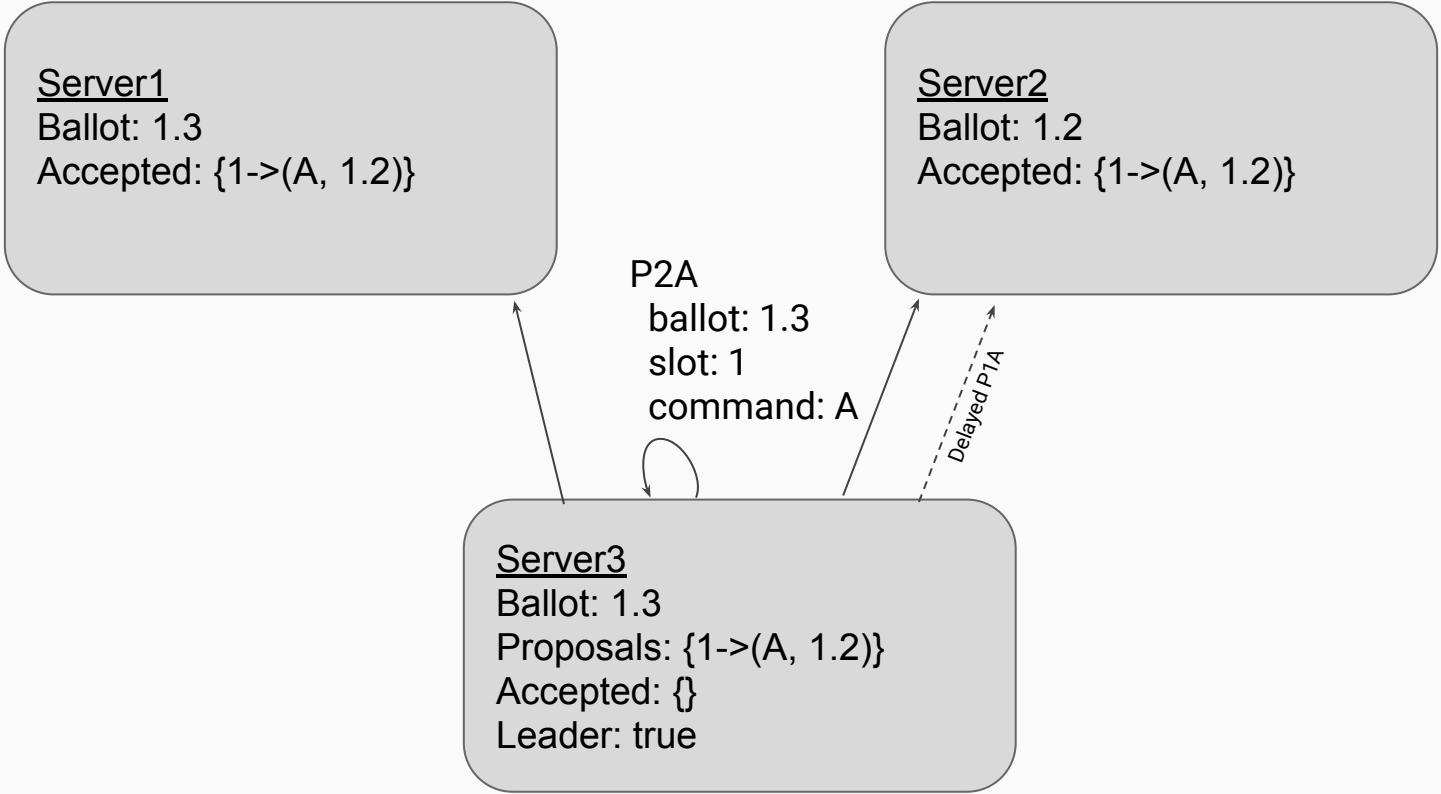 Server1
Ballot: 1.3
Accepted: {1->(A, 1.2)}
Server2
Ballot: 1.2
Accepted: {1->(A, 1.2)}
P2A
ballot: 1.3
slot: 1
command: A
Delayed P1A
Server3
Ballot: 1.3
Proposals: {1->(A, 1.2)}
Accepted: {}
Leader: true